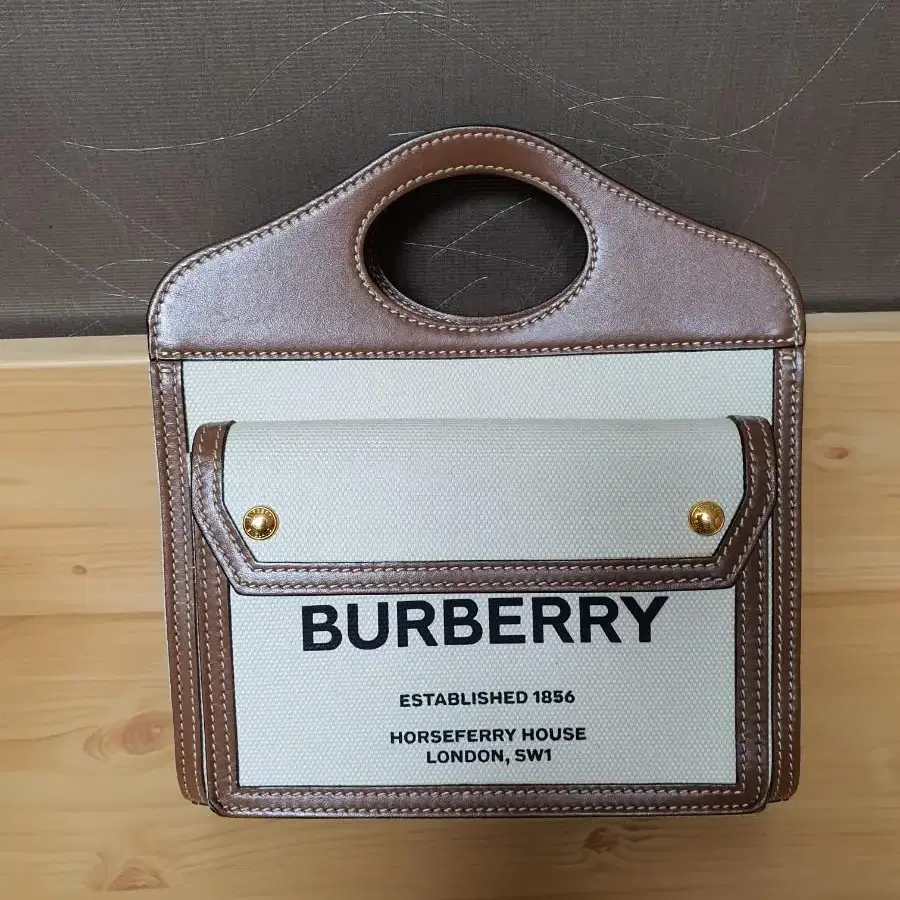 BURBERRY
ESTABLISHED 1856
HORSEFERRY HOUSE
LONDON, SW1